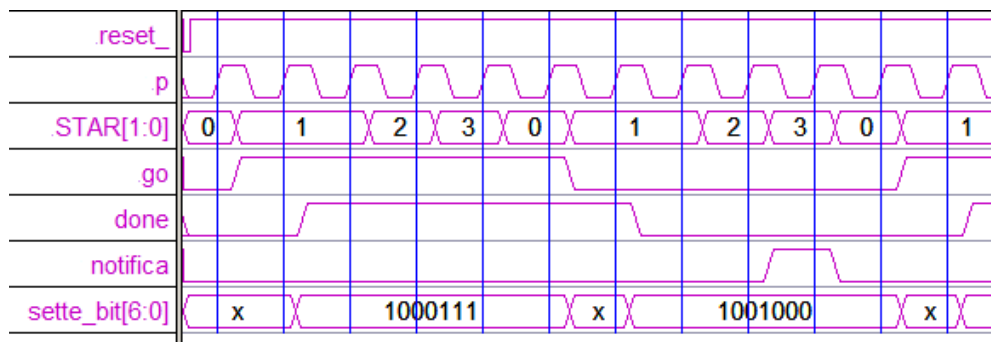 .reset_
.p
.STAR[1:0] 0 1 2 3 0 1 2 3 0 1
.go
done
notifica
sette_bit[6:0] x 1000111 x 1001000 x